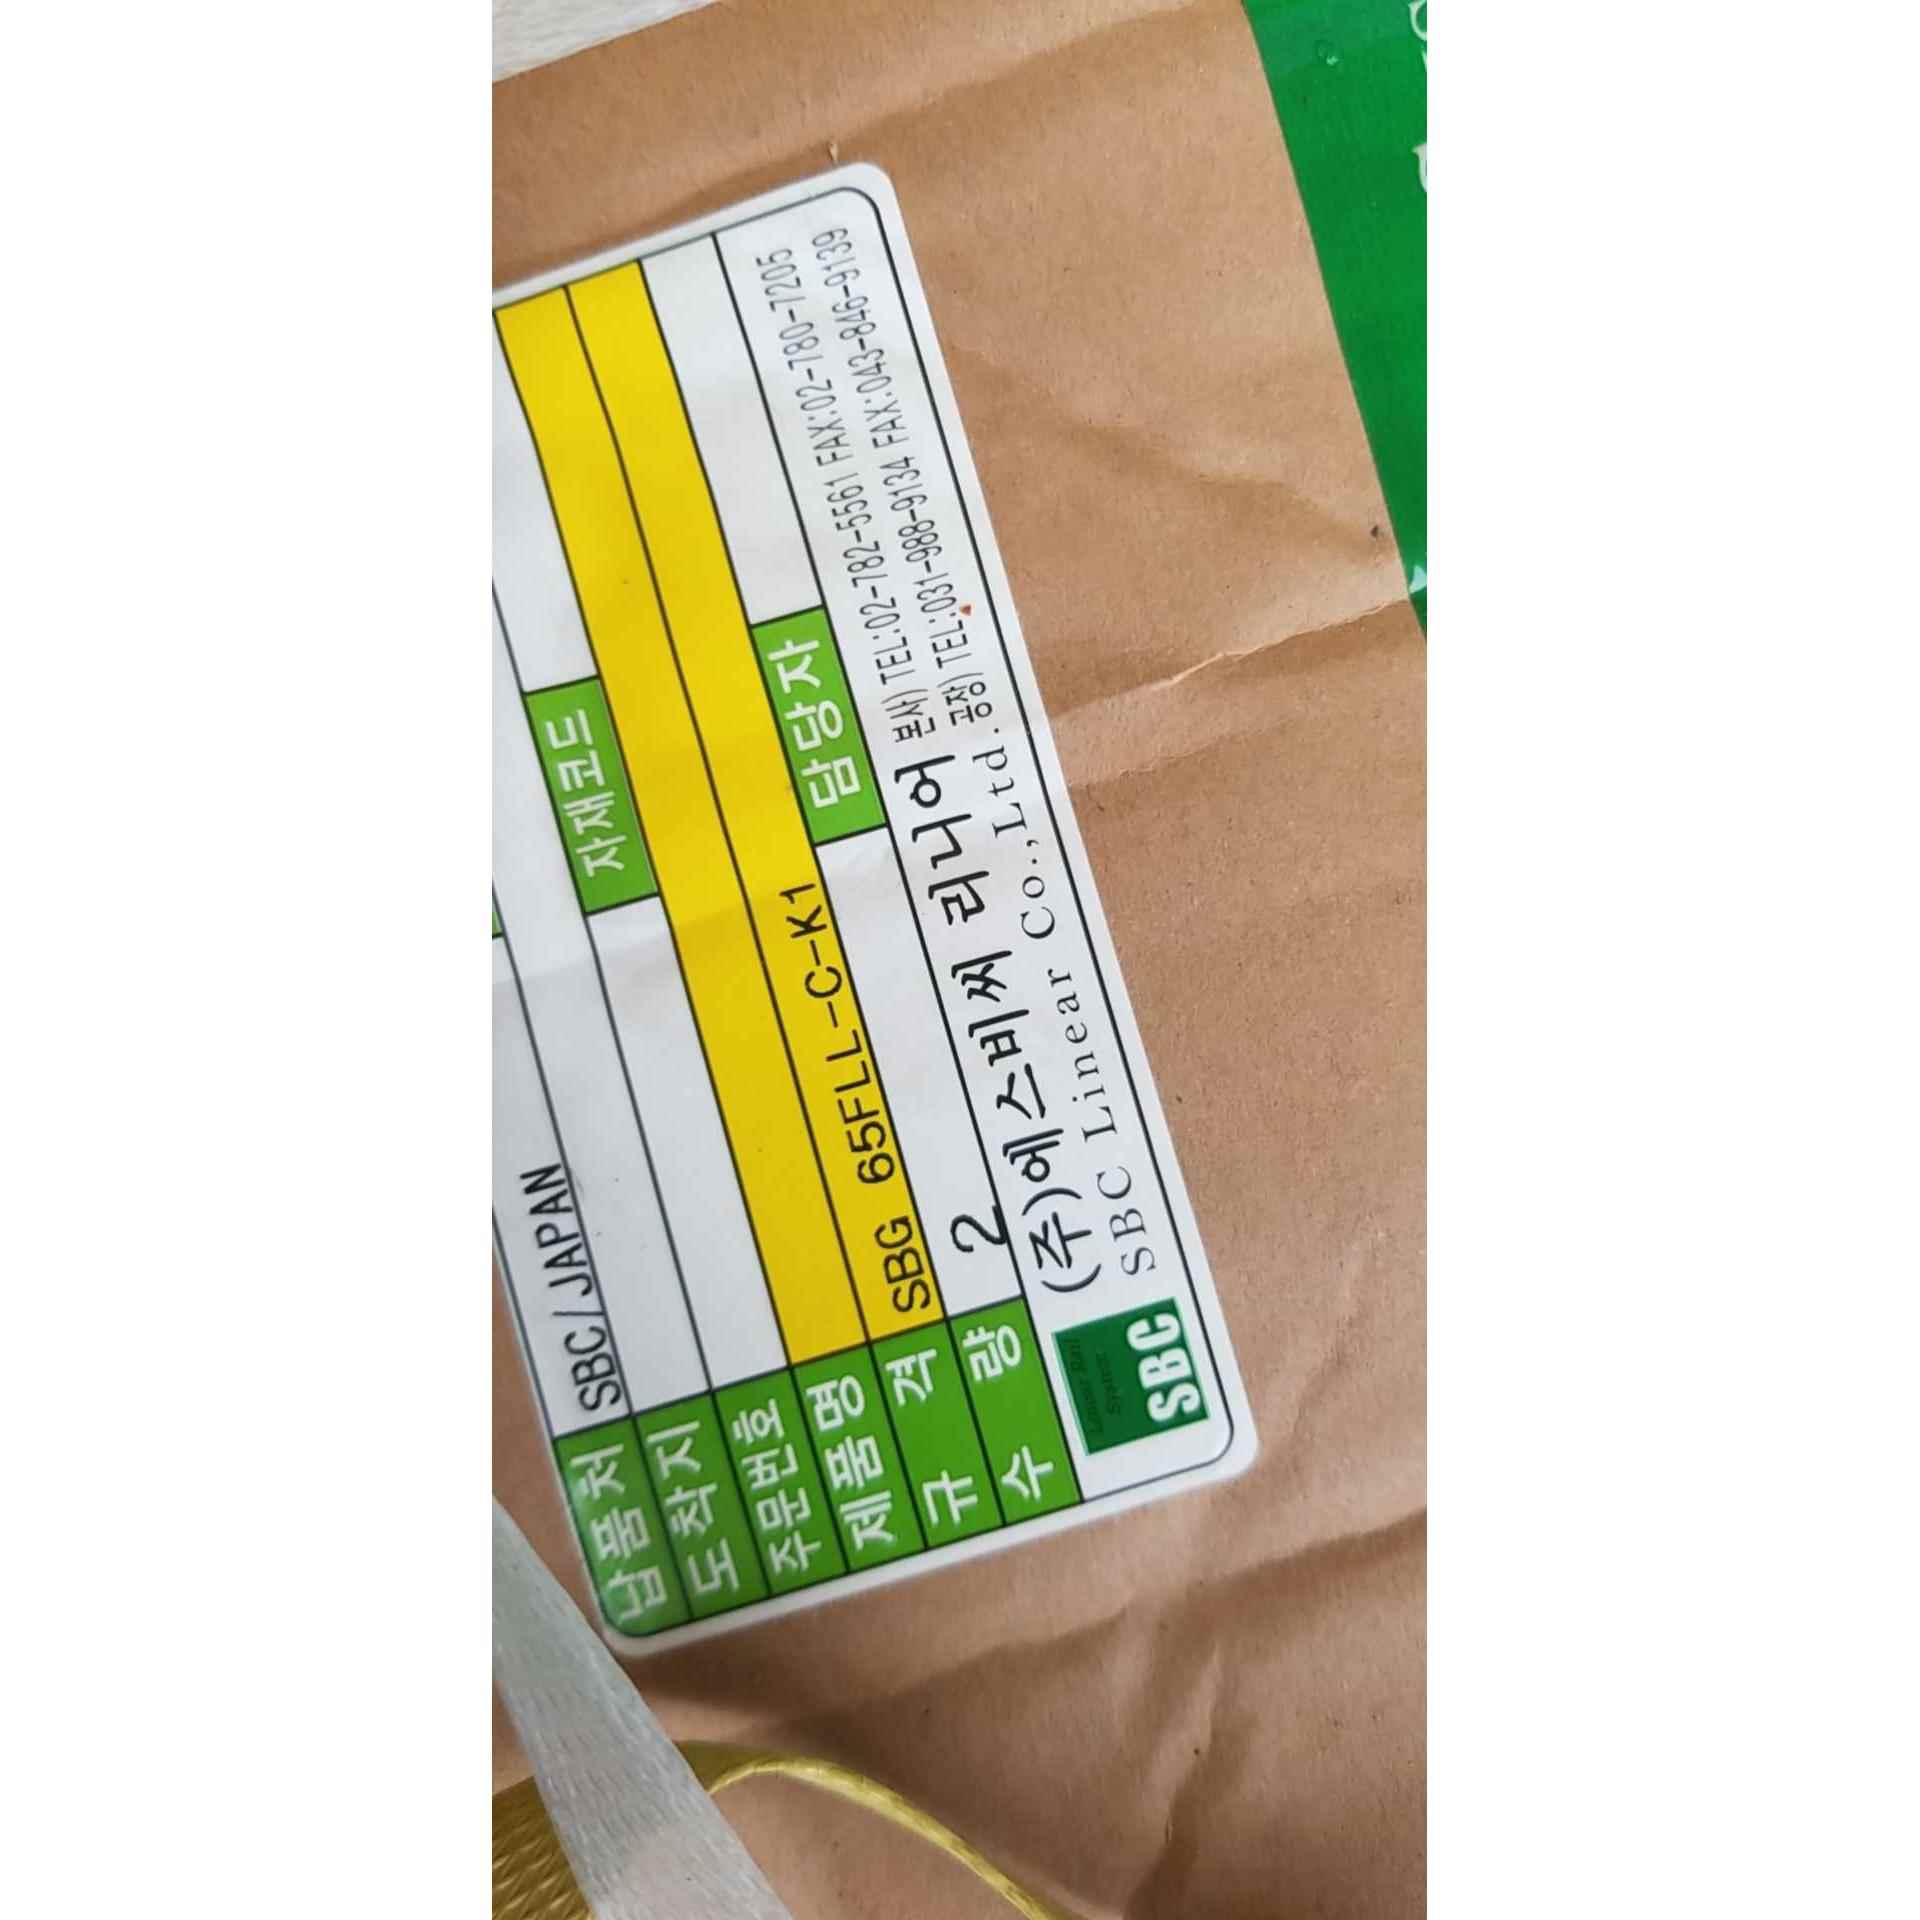 납품처 SBC/JAPAN
도착지 자재코드
주문번호
제품명
규 격 SBG 65FLL-C-K1
수 량 2 담당자
SBC (주)에스비씨 리니어 본사) TEL:02-782-5561 FAX:02-780-7205
SBC Linear Co.,Ltd. 공장) TEL:031-988-9134 FAX:043-846-9139